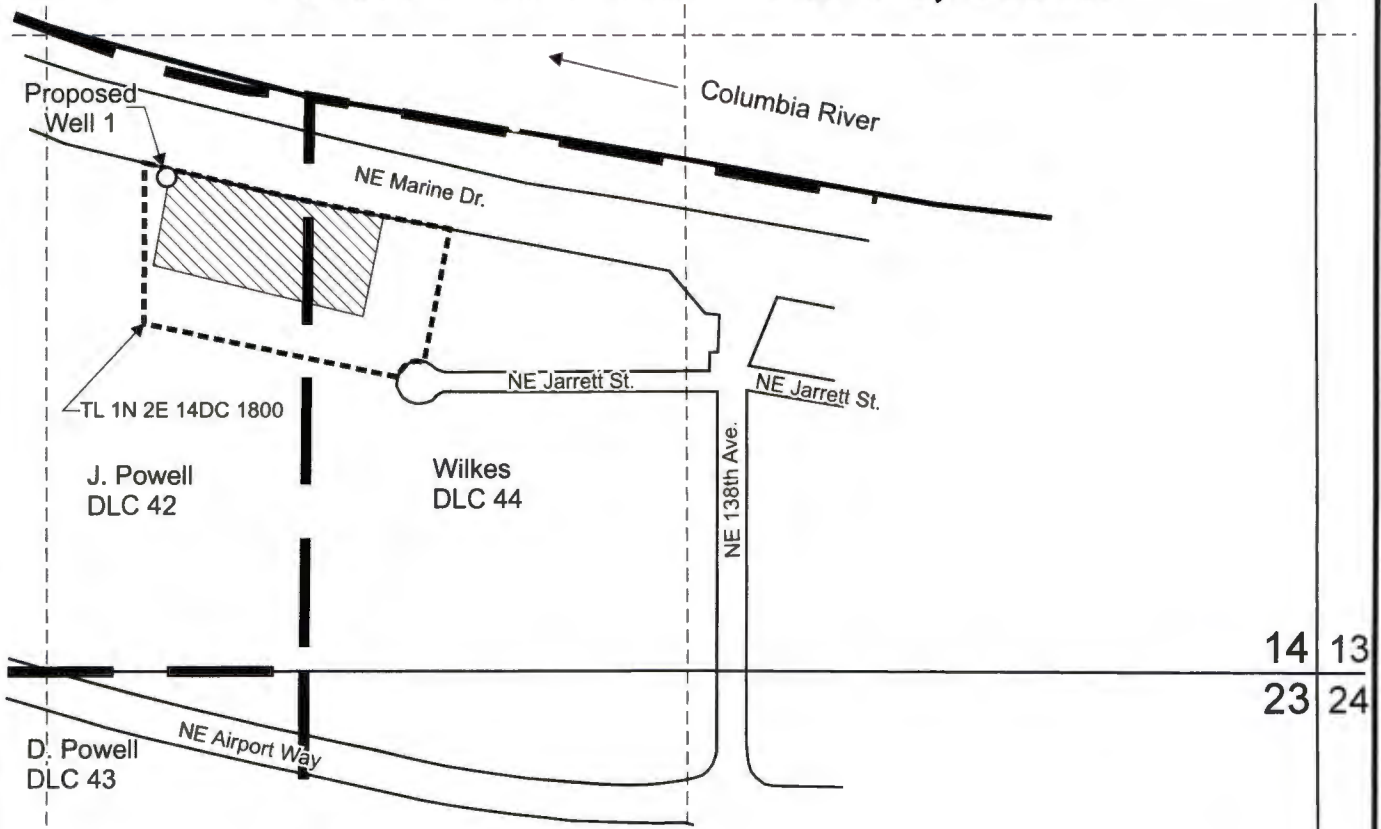 Columbia River
Proposed
Well 1
NE Marine Dr.
NE Jarrett St.
NE Jarrett St.
TL 1N 2E 14DC 1800
J. Powell
DLC 42
Wilkes
DLC 44
NE 138th Ave.
14 13
23 24
NE Airport Way
D. Powell
DLC 43